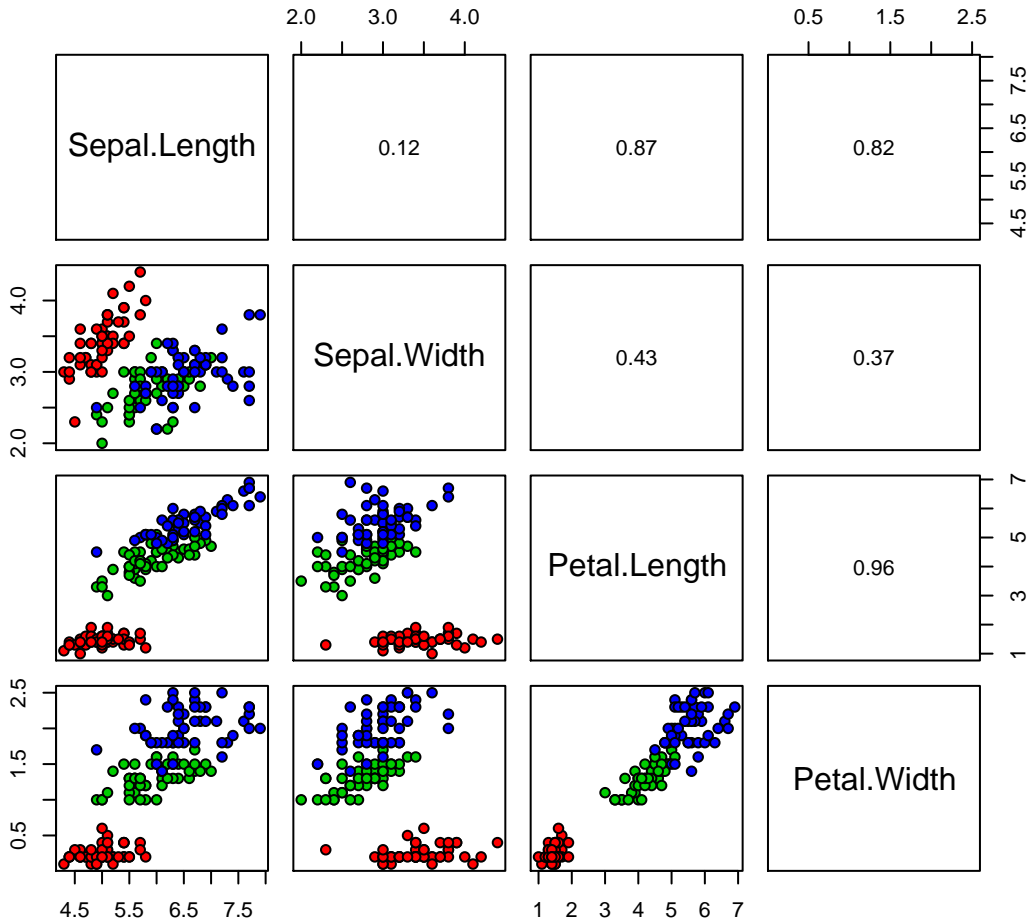 2.0 3.0 4.0 0.5 1.5 2.5
Sepal.Length 0.12 0.87 0.82
4.5 5.5 6.5 7.5
2.0 3.0 4.0
Sepal.Width 0.43 0.37
Petal.Length 0.96
1 3 5 7
0.5 1.5 2.5
Petal.Width
4.5 5.5 6.5 7.5 1 2 3 4 5 6 7